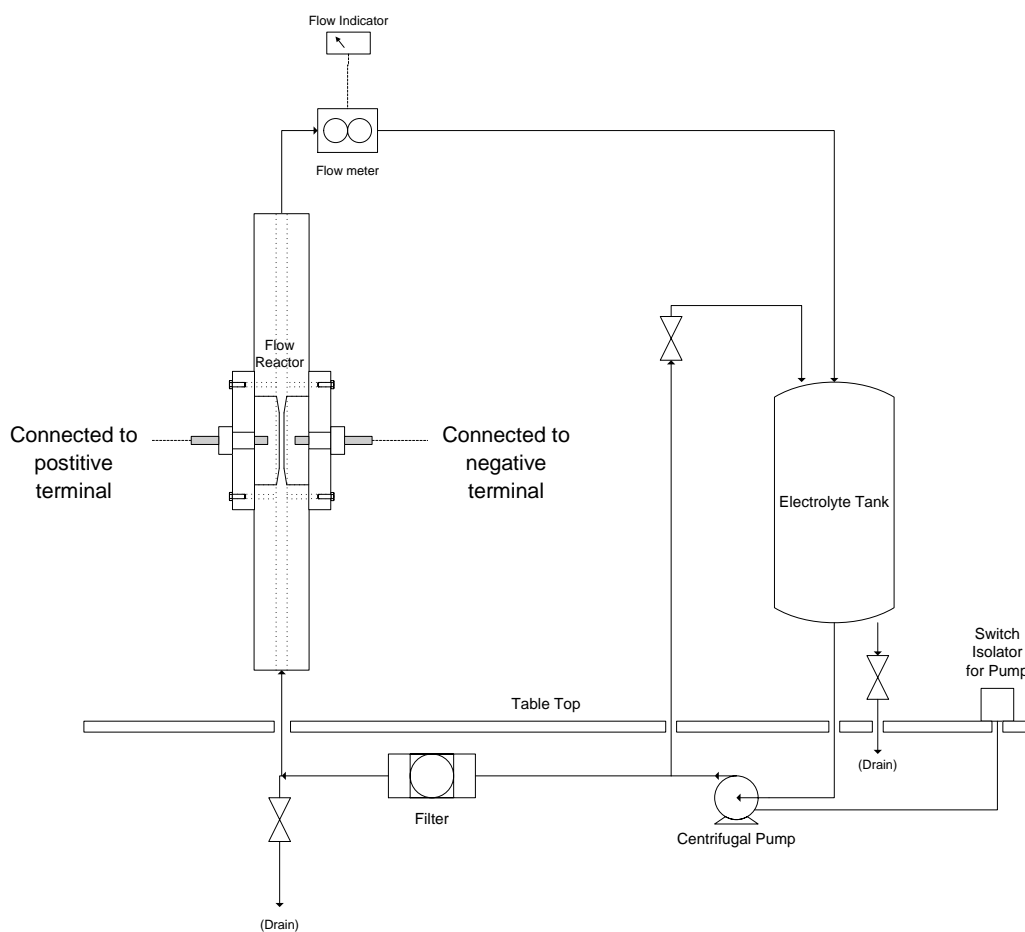 Flow Indicator
Flow meter
Flow
Reactor
Connected to
postitive
terminal
Connected to
negative
terminal
Electrolyte Tank
Switch
Isolator
for Pump
Table Top
(Drain)
Filter
Centrifugal Pump
(Drain)